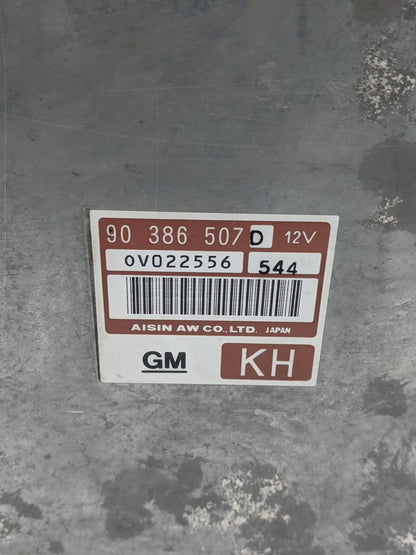 90 386 507 D 12V
0V022556 544
AISIN AW CO.,LTD. JAPAN
GM KH